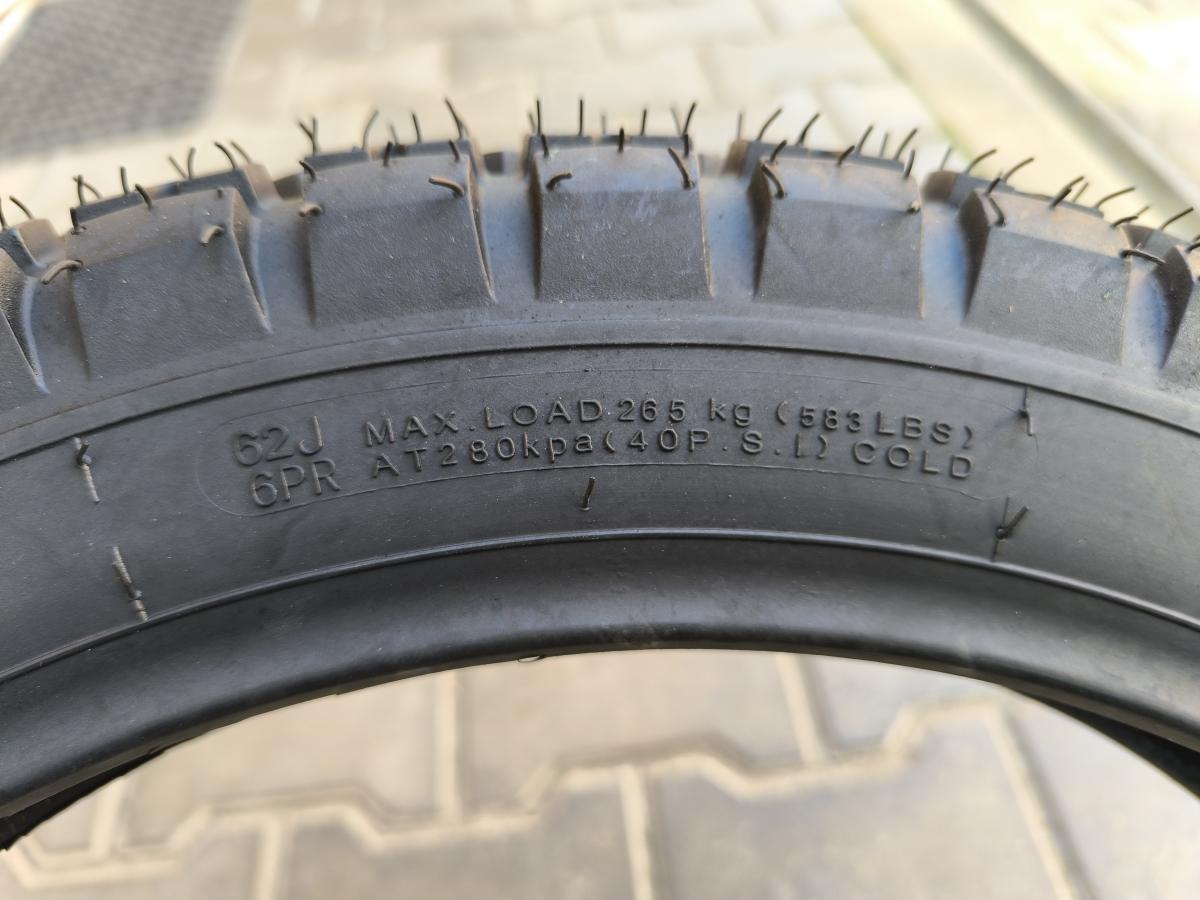 62J MAX.LOAD 265 kg (583 LBS)
6PR AT 280kpa (40P.S.I) COLD